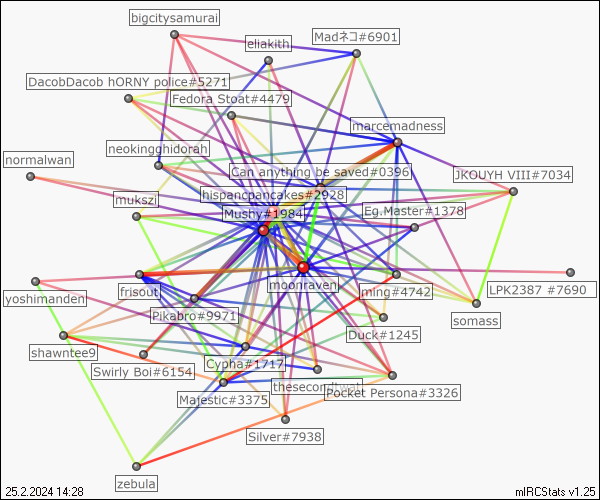 bigcitysamurai
Madネコ#6901
eliakith
DacobDacob hORNY police#5271
Fedora Stoat#4479
marcemadness
neokingghidorah
normalwan
Can anything be saved#0396
JKOUYH VIII#7034
hispanicpancakes#2928
mukszi
Mushy#1984
Eg.Master#1378
moonraven
frisout
ming#4742
LPK2387 #7690
yoshimanden
Pikabro#9971
somass
Duck#1245
shawntee9
Cypha#1717
Swirly Boi#6154
Pocket Persona#3326
Majestic#3375
Silver#7938
zebula
25.2.2024 14:28
mIRCStats v1.25